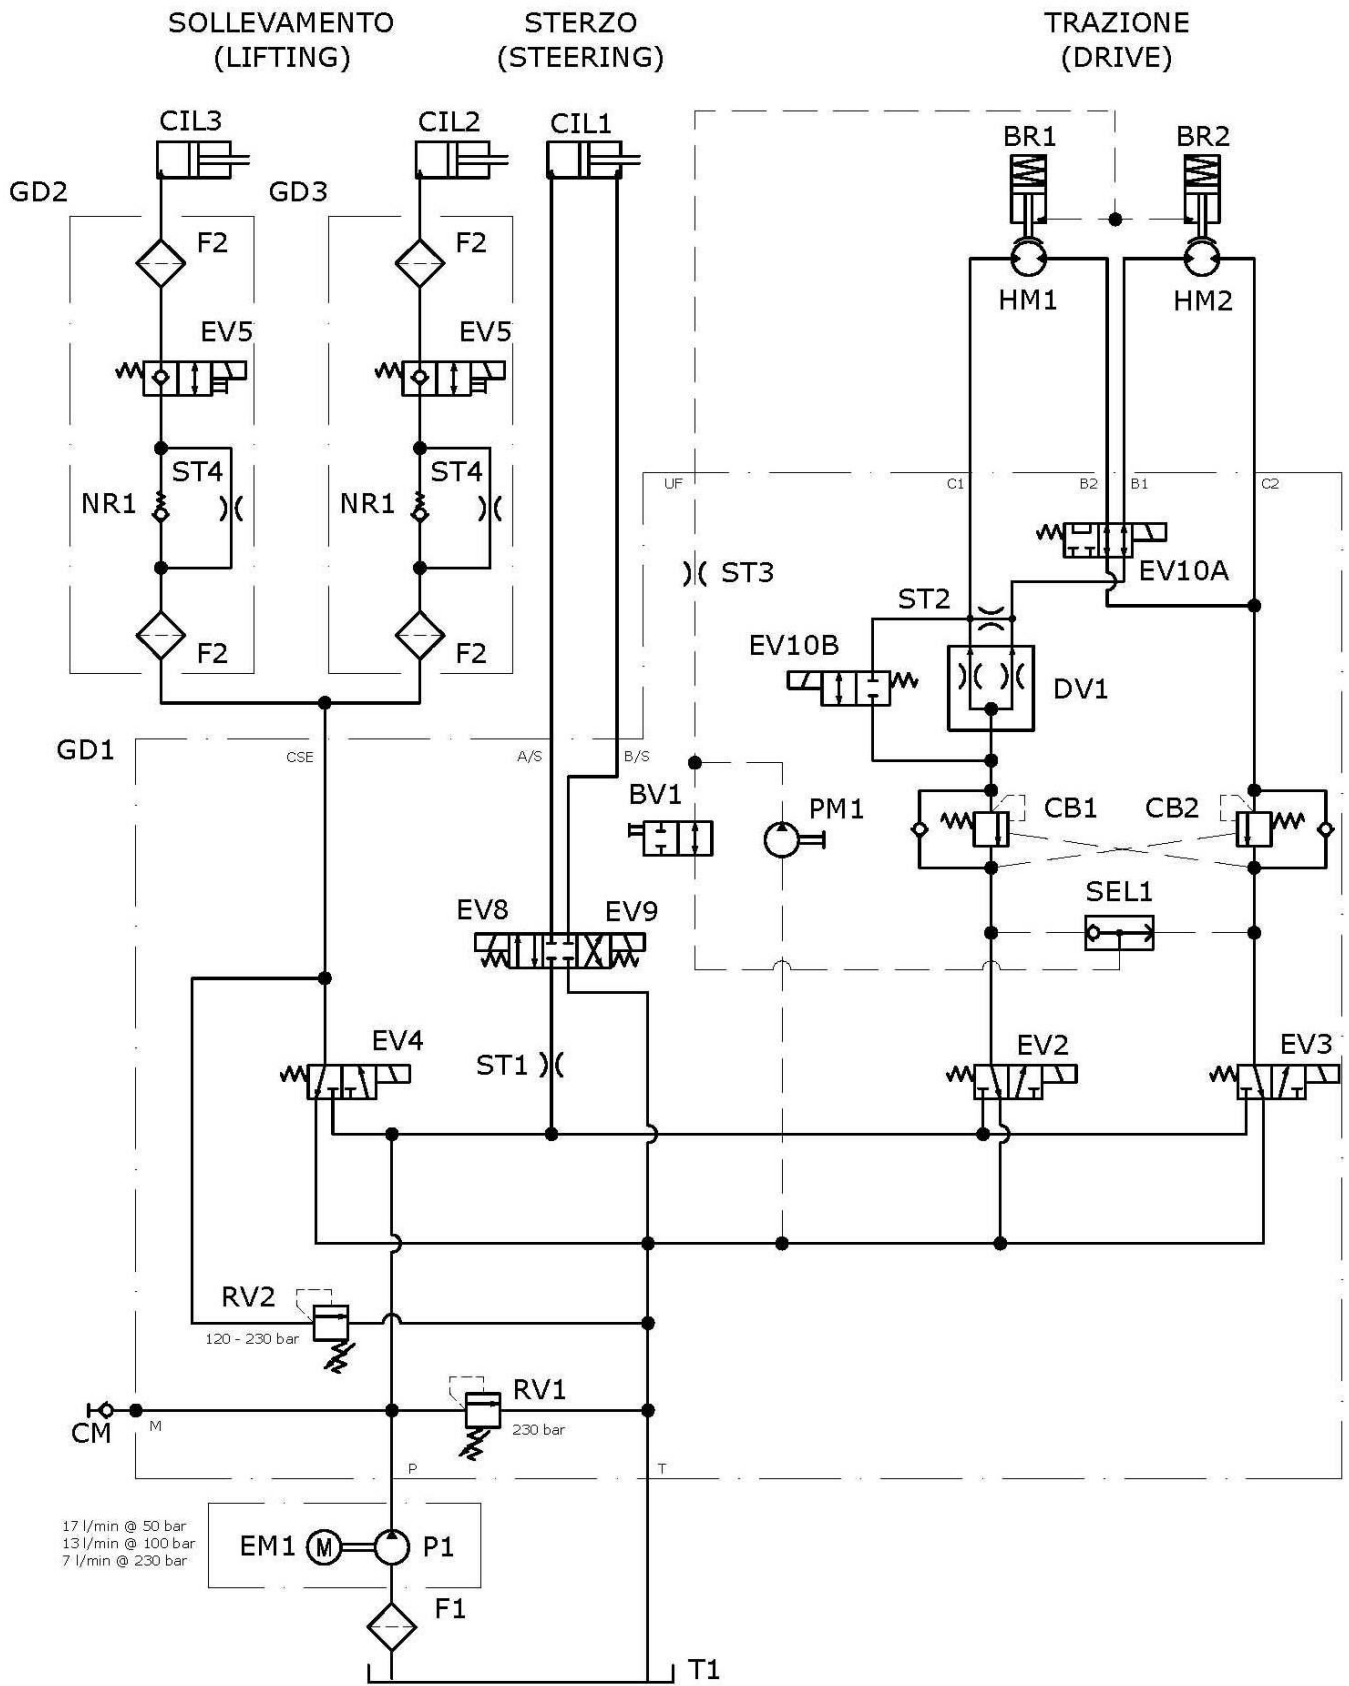 SOLLEVAMENTO
(LIFTING)
STERZO
(STEERING)
TRAZIONE
(DRIVE)
CIL3
CIL2
CIL1
BR1
BR2
GD2
GD3
F2
F2
HM1
HM2
EV5
EV5
ST4
ST4
NR1
NR1
UF
C1
B2
B1
C2
ST3
EV10A
ST2
F2
F2
EV10B
DV1
GD1
CSE
A/S
B/S
BV1
PM1
CB1
CB2
SEL1
EV8
EV9
EV4
ST1
EV2
EV3
RV2
120 - 230 bar
RV1
230 bar
CM
M
P
T
17 l/min @ 50 bar
13 l/min @ 100 bar
7 l/min @ 230 bar
EM1
M
P1
F1
T1